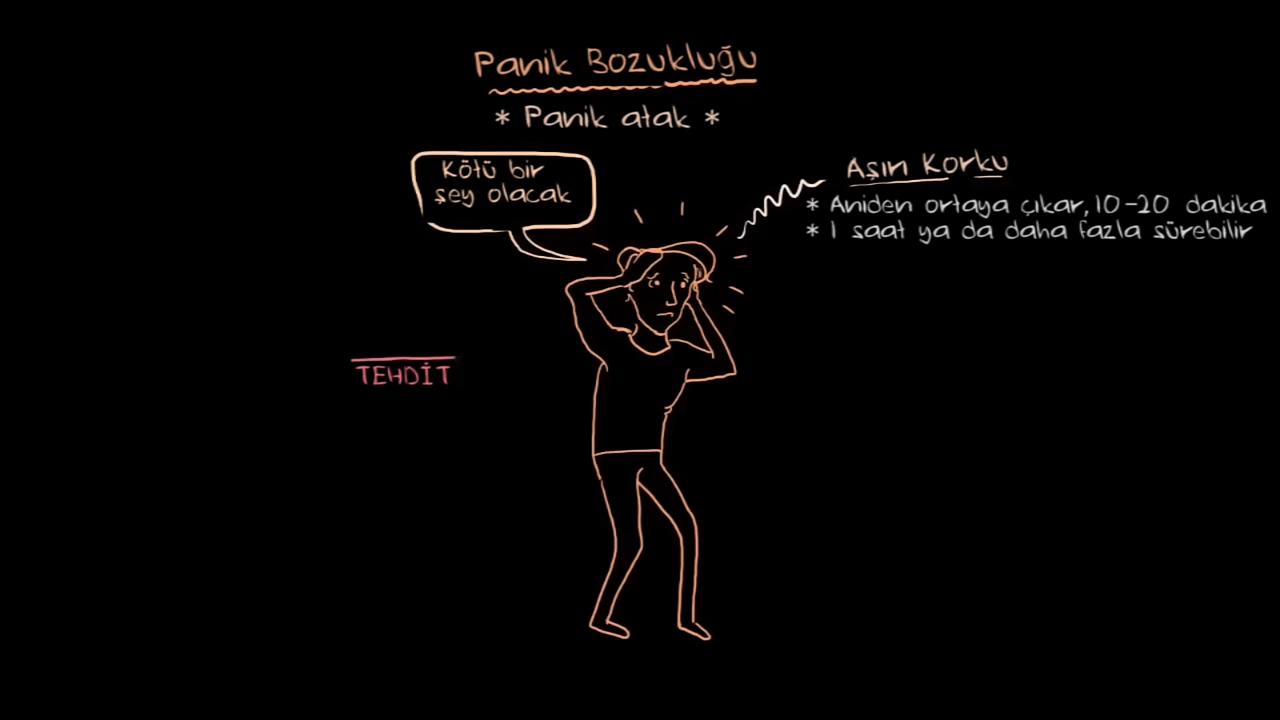 Panik Bozukluğu
* Panik atak *
Kötü bir
şey olacak
Aşırı Korku
* Aniden ortaya çıkar, 10-20 dakika
* 1 saat ya da daha fazla sürebilir
TEHDİT